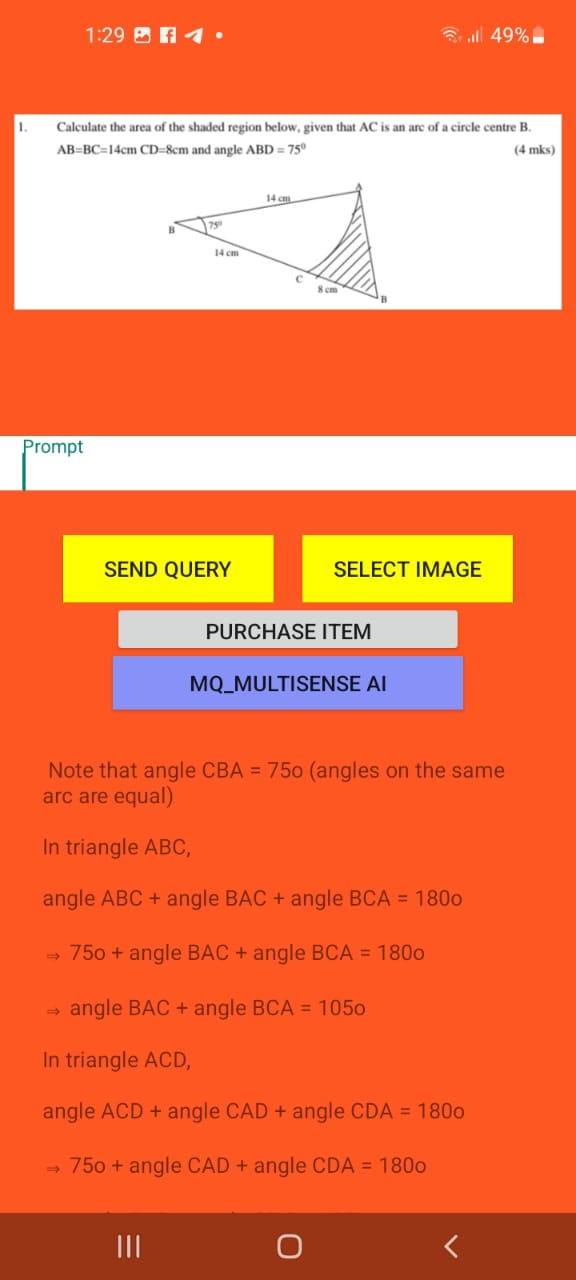 1:29 49%
1. Calculate the area of the shaded region below, given that AC is an arc of a circle centre B.
AB=BC=14cm CD=8cm and angle ABD = 75⁰ (4 mks)
A
14 cm
B 75⁰
14 cm
C
8 cm
B
Prompt
SEND QUERY SELECT IMAGE
PURCHASE ITEM
MQ_MULTISENSE AI
Note that angle CBA = 75o (angles on the same
arc are equal)
In triangle ABC,
angle ABC + angle BAC + angle BCA = 180o
⇒ 75o + angle BAC + angle BCA = 180o
⇒ angle BAC + angle BCA = 105o
In triangle ACD,
angle ACD + angle CAD + angle CDA = 180o
⇒ 75o + angle CAD + angle CDA = 180o